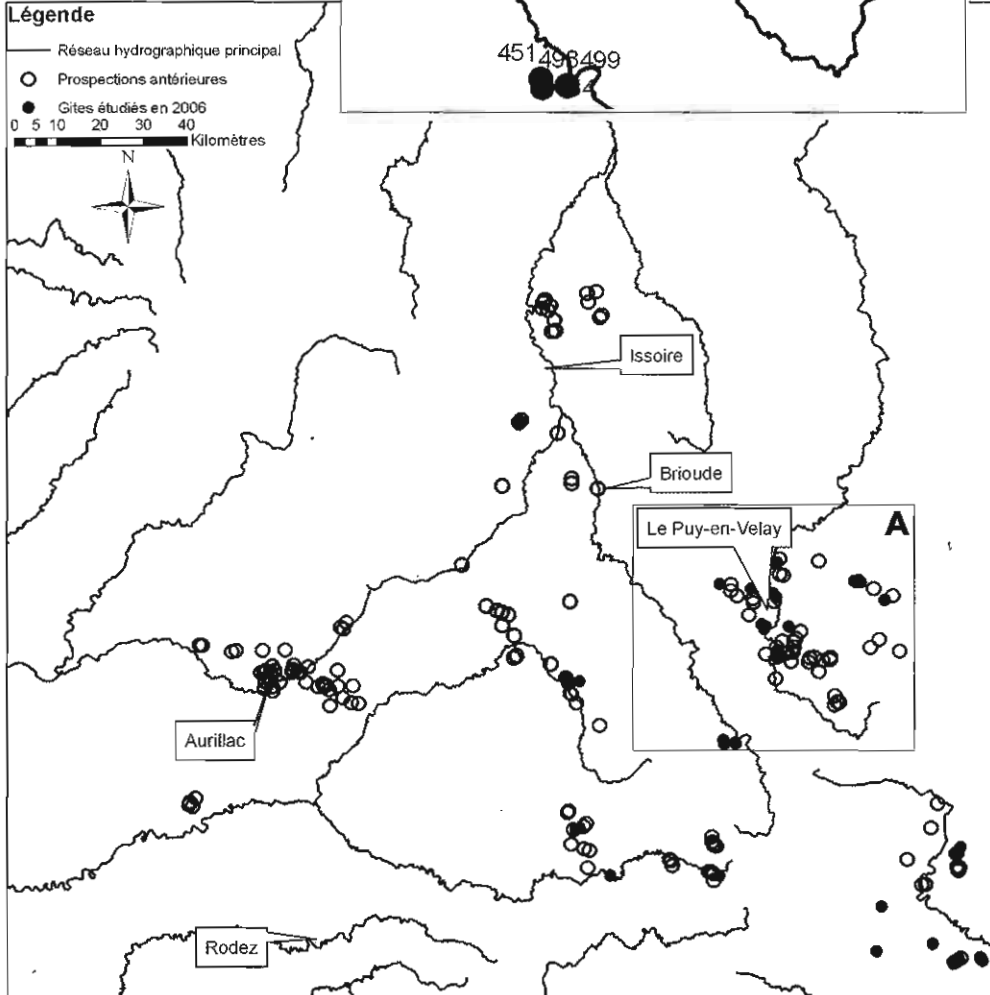 Légende
Réseau hydrographique principal
Prospections antérieures
Gites étudiés en 2006
0 5 10 20 30 40
Kilomètres
N
451 493 499
Issoire
Brioude
A
Le Puy-en-Velay
Aurillac
Rodez